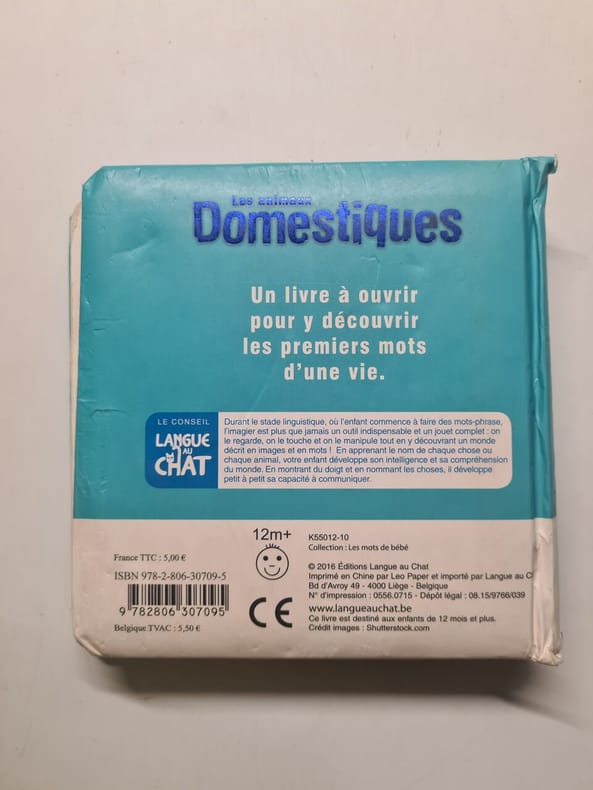 Les animaux
Domestiques
Un livre à ouvrir
pour y découvrir
les premiers mots
d'une vie.
LE CONSEIL
LANGUE
AU
CHAT
Durant le stade linguistique, où l'enfant commence à faire des mots-phrase,
l'imagier est plus que jamais un outil indispensable et un jouet complet : on
le regarde, on le touche et on le manipule tout en y découvrant un monde
décrit en images et en mots ! En apprenant le nom de chaque chose ou
chaque animal, votre enfant développe son intelligence et sa compréhension
du monde. En montrant du doigt et en nommant les choses, il développe
petit à petit sa capacité à communiquer.
France TTC : 5,00 €
ISBN 978-2-806-30709-5
9 782806 307095
Belgique TVAC : 5,50 €
12m+
CE
K55012-10
Collection : Les mots de bébé
© 2016 Éditions Langue au Chat
Imprimé en Chine par Leo Paper et importé par Langue au C
Bd d'Avroy 49 - 4000 Liège - Belgique
N° d'impression : 0556.0715 - Dépôt légal : 08.15/9766/039
www.langueauchat.be
Ce livre est destiné aux enfants de 12 mois et plus.
Crédit images : Shutterstock.com